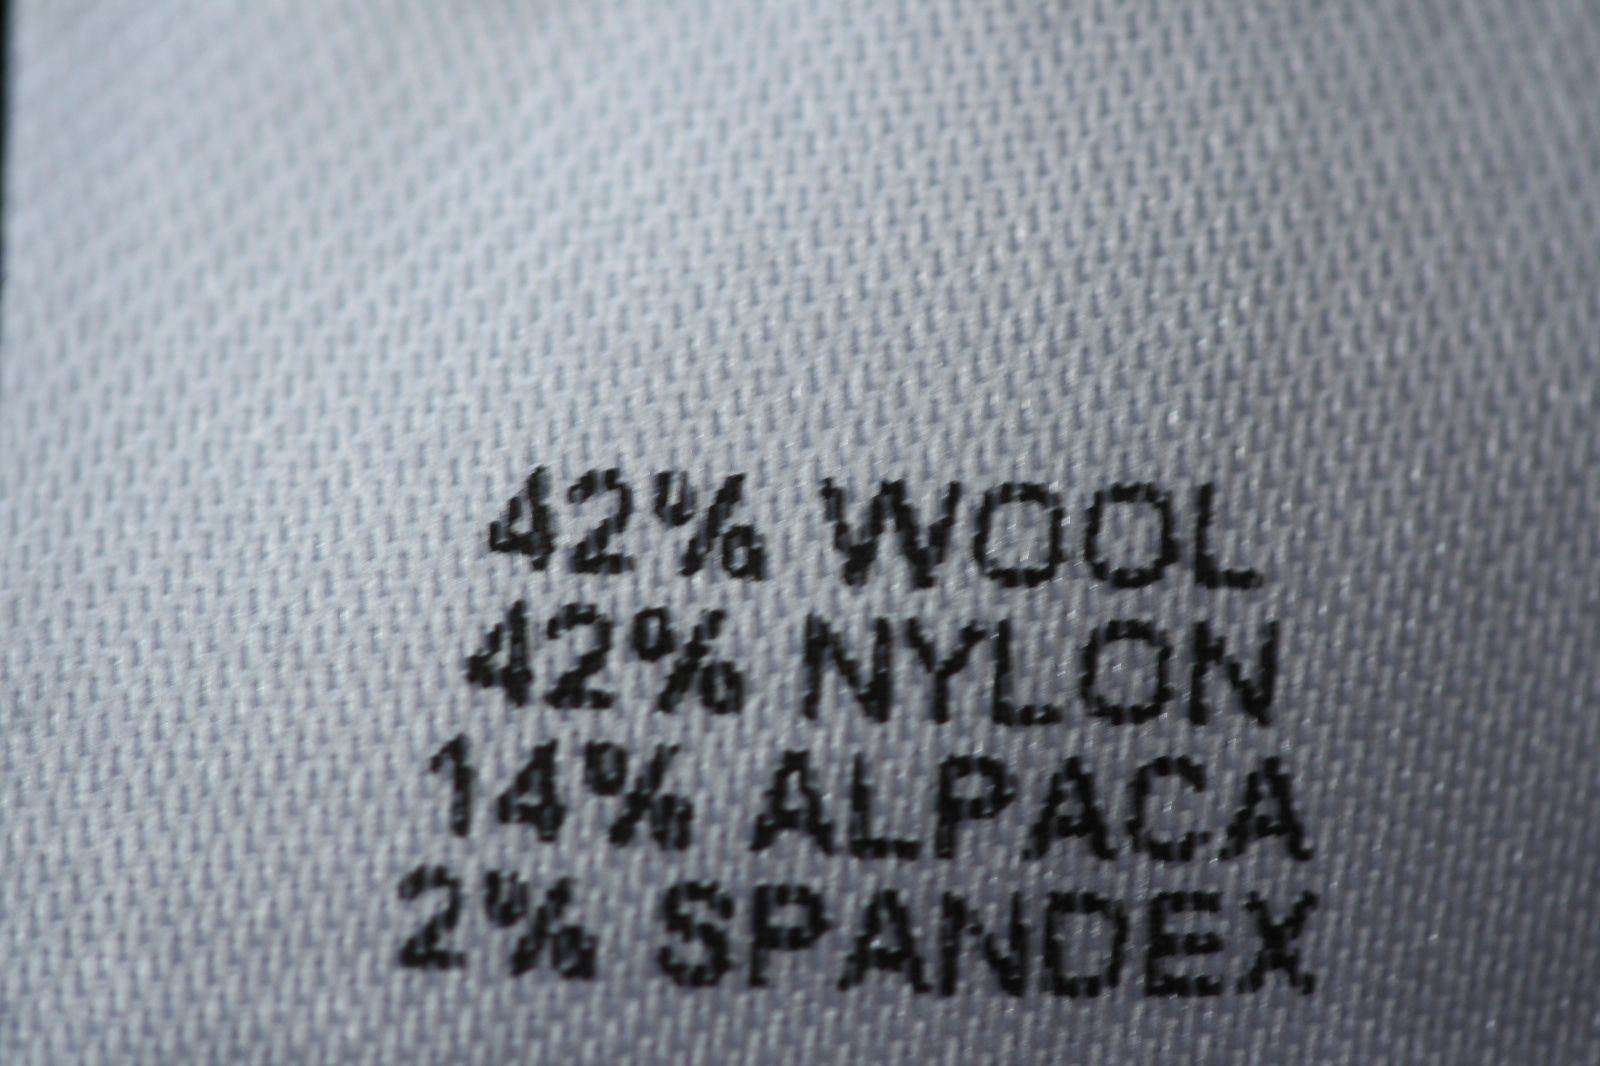 42% WOOL
42% NYLON
14% ALPACA
2% SPANDEX